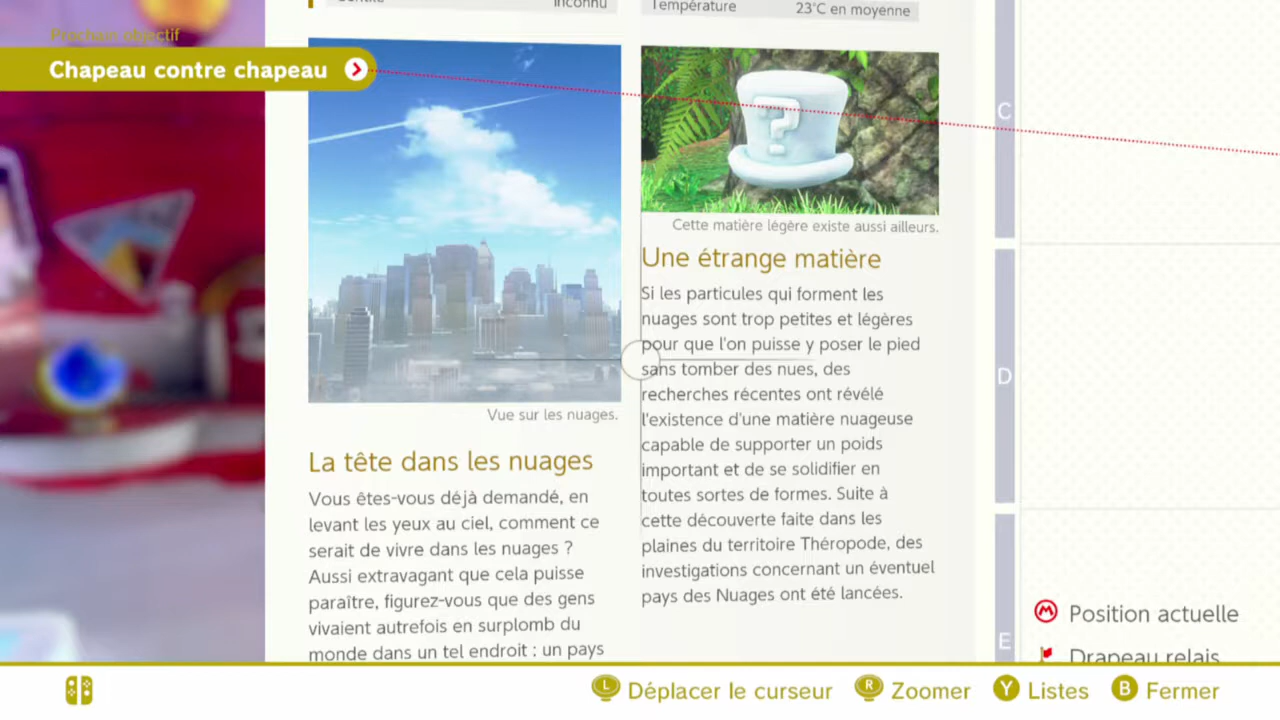 Prochain objectif
Chapeau contre chapeau
Inconnu
Température 23°C en moyenne
Vue sur les nuages.
La tête dans les nuages
Vous êtes-vous déjà demandé, en
levant les yeux au ciel, comment ce
serait de vivre dans les nuages ?
Aussi extravagant que cela puisse
paraître, figurez-vous que des gens
vivaient autrefois en surplomb du
monde dans un tel endroit : un pays
?
Cette matière légère existe aussi ailleurs.
Une étrange matière
Si les particules qui forment les
nuages sont trop petites et légères
pour que l'on puisse y poser le pied
sans tomber des nues, des
recherches récentes ont révélé
l'existence d'une matière nuageuse
capable de supporter un poids
important et de se solidifier en
toutes sortes de formes. Suite à
cette découverte faite dans les
plaines du territoire Théropode, des
investigations concernant un éventuel
pays des Nuages ont été lancées.
C
D
E
Position actuelle
Drapeau relais
L Déplacer le curseur
R Zoomer
Y Listes
B Fermer